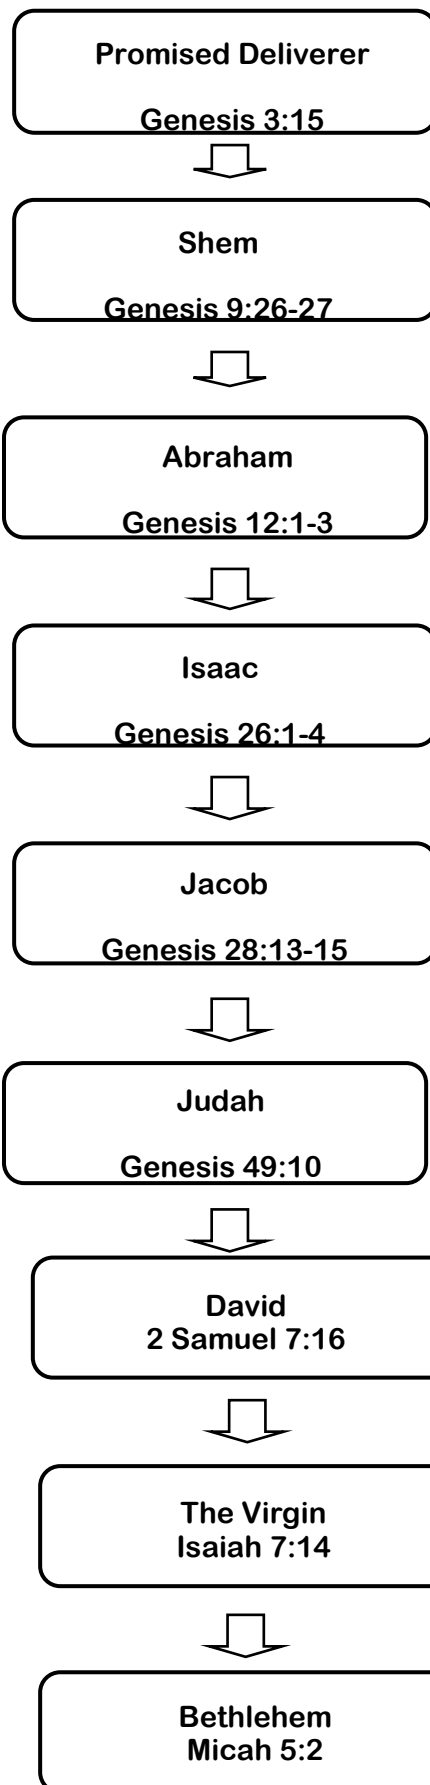 Promised Deliverer
Genesis 3:15
Shem
Genesis 9:26-27
Abraham
Genesis 12:1-3
Isaac
Genesis 26:1-4
Jacob
Genesis 28:13-15
Judah
Genesis 49:10
David
2 Samuel 7:16
The Virgin
Isaiah 7:14
Bethlehem
Micah 5:2